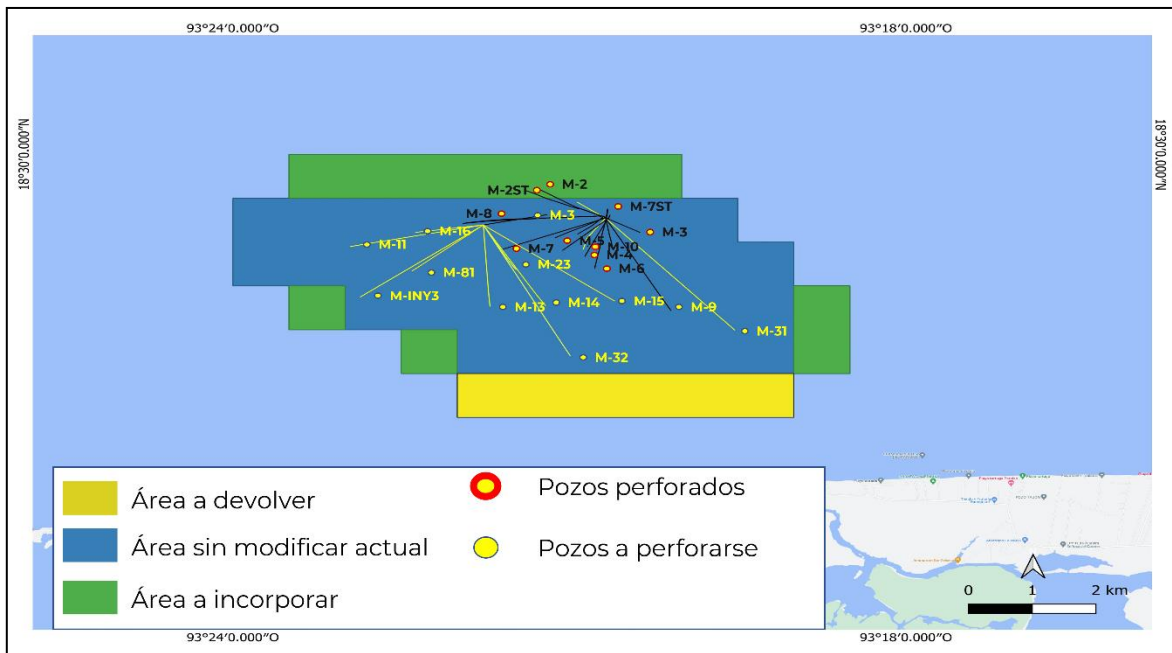 93°24'0.000"O
93°18'0.000"O
18°30'0.000"N
18°30'0.000"N
M-2
M-2ST
M-7ST
M-8
M-3
M-3
M-16
M-11
M-5
M-10
M-7
M-4
M-23
M-6
M-81
M-INY3
M-13
M-14
M-15
M-9
M-31
M-32
Área a devolver
Pozos perforados
Área sin modificar actual
Pozos a perforarse
Área a incorporar
0 1 2 km
93°24'0.000"O
93°18'0.000"O